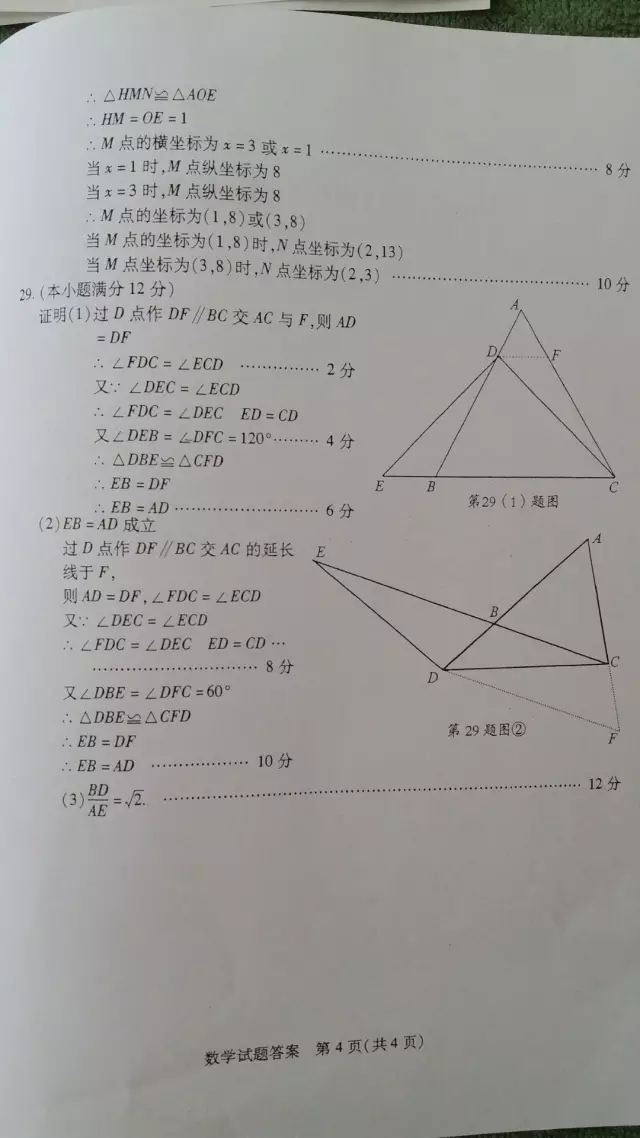 ∴ △HMN≌△AOE
∴ HM = OE = 1
∴ M 点的横坐标为 x = 3 或 x = 1 …………………………………… 8 分
当 x = 1 时, M 点纵坐标为 8
当 x = 3 时, M 点纵坐标为 8
∴ M 点的坐标为(1,8)或(3,8)
当 M 点的坐标为(1,8)时, N 点坐标为(2,13)
当 M 点坐标为(3,8)时, N 点坐标为(2,3) …………………………… 10 分
29. (本小题满分 12 分)
证明(1)过 D 点作 DF∥BC 交 AC 与 F, 则 AD
= DF
∴ ∠FDC = ∠ECD …………… 2 分
又∵ ∠DEC = ∠ECD
∴ ∠FDC = ∠DEC ED = CD
又∠DEB = ∠DFC = 120°……… 4 分
∴ △DBE≌△CFD
∴ EB = DF
∴ EB = AD ……………………… 6 分
A
D
F
E
B
C
第29(1)题图
(2) EB = AD 成立
过 D 点作 DF∥BC 交 AC 的延长
线于 F,
则 AD = DF, ∠FDC = ∠ECD
又∵ ∠DEC = ∠ECD
∴ ∠FDC = ∠DEC ED = CD …
………………………… 8 分
又∠DBE = ∠DFC = 60°
∴ △DBE≌△CFD
∴ EB = DF
∴ EB = AD ……………… 10 分
E
A
B
D
C
F
第 29 题图②
(3) BD/AE = √2. …………………………………………………………………… 12 分
数学试题答案 第 4 页(共 4 页)